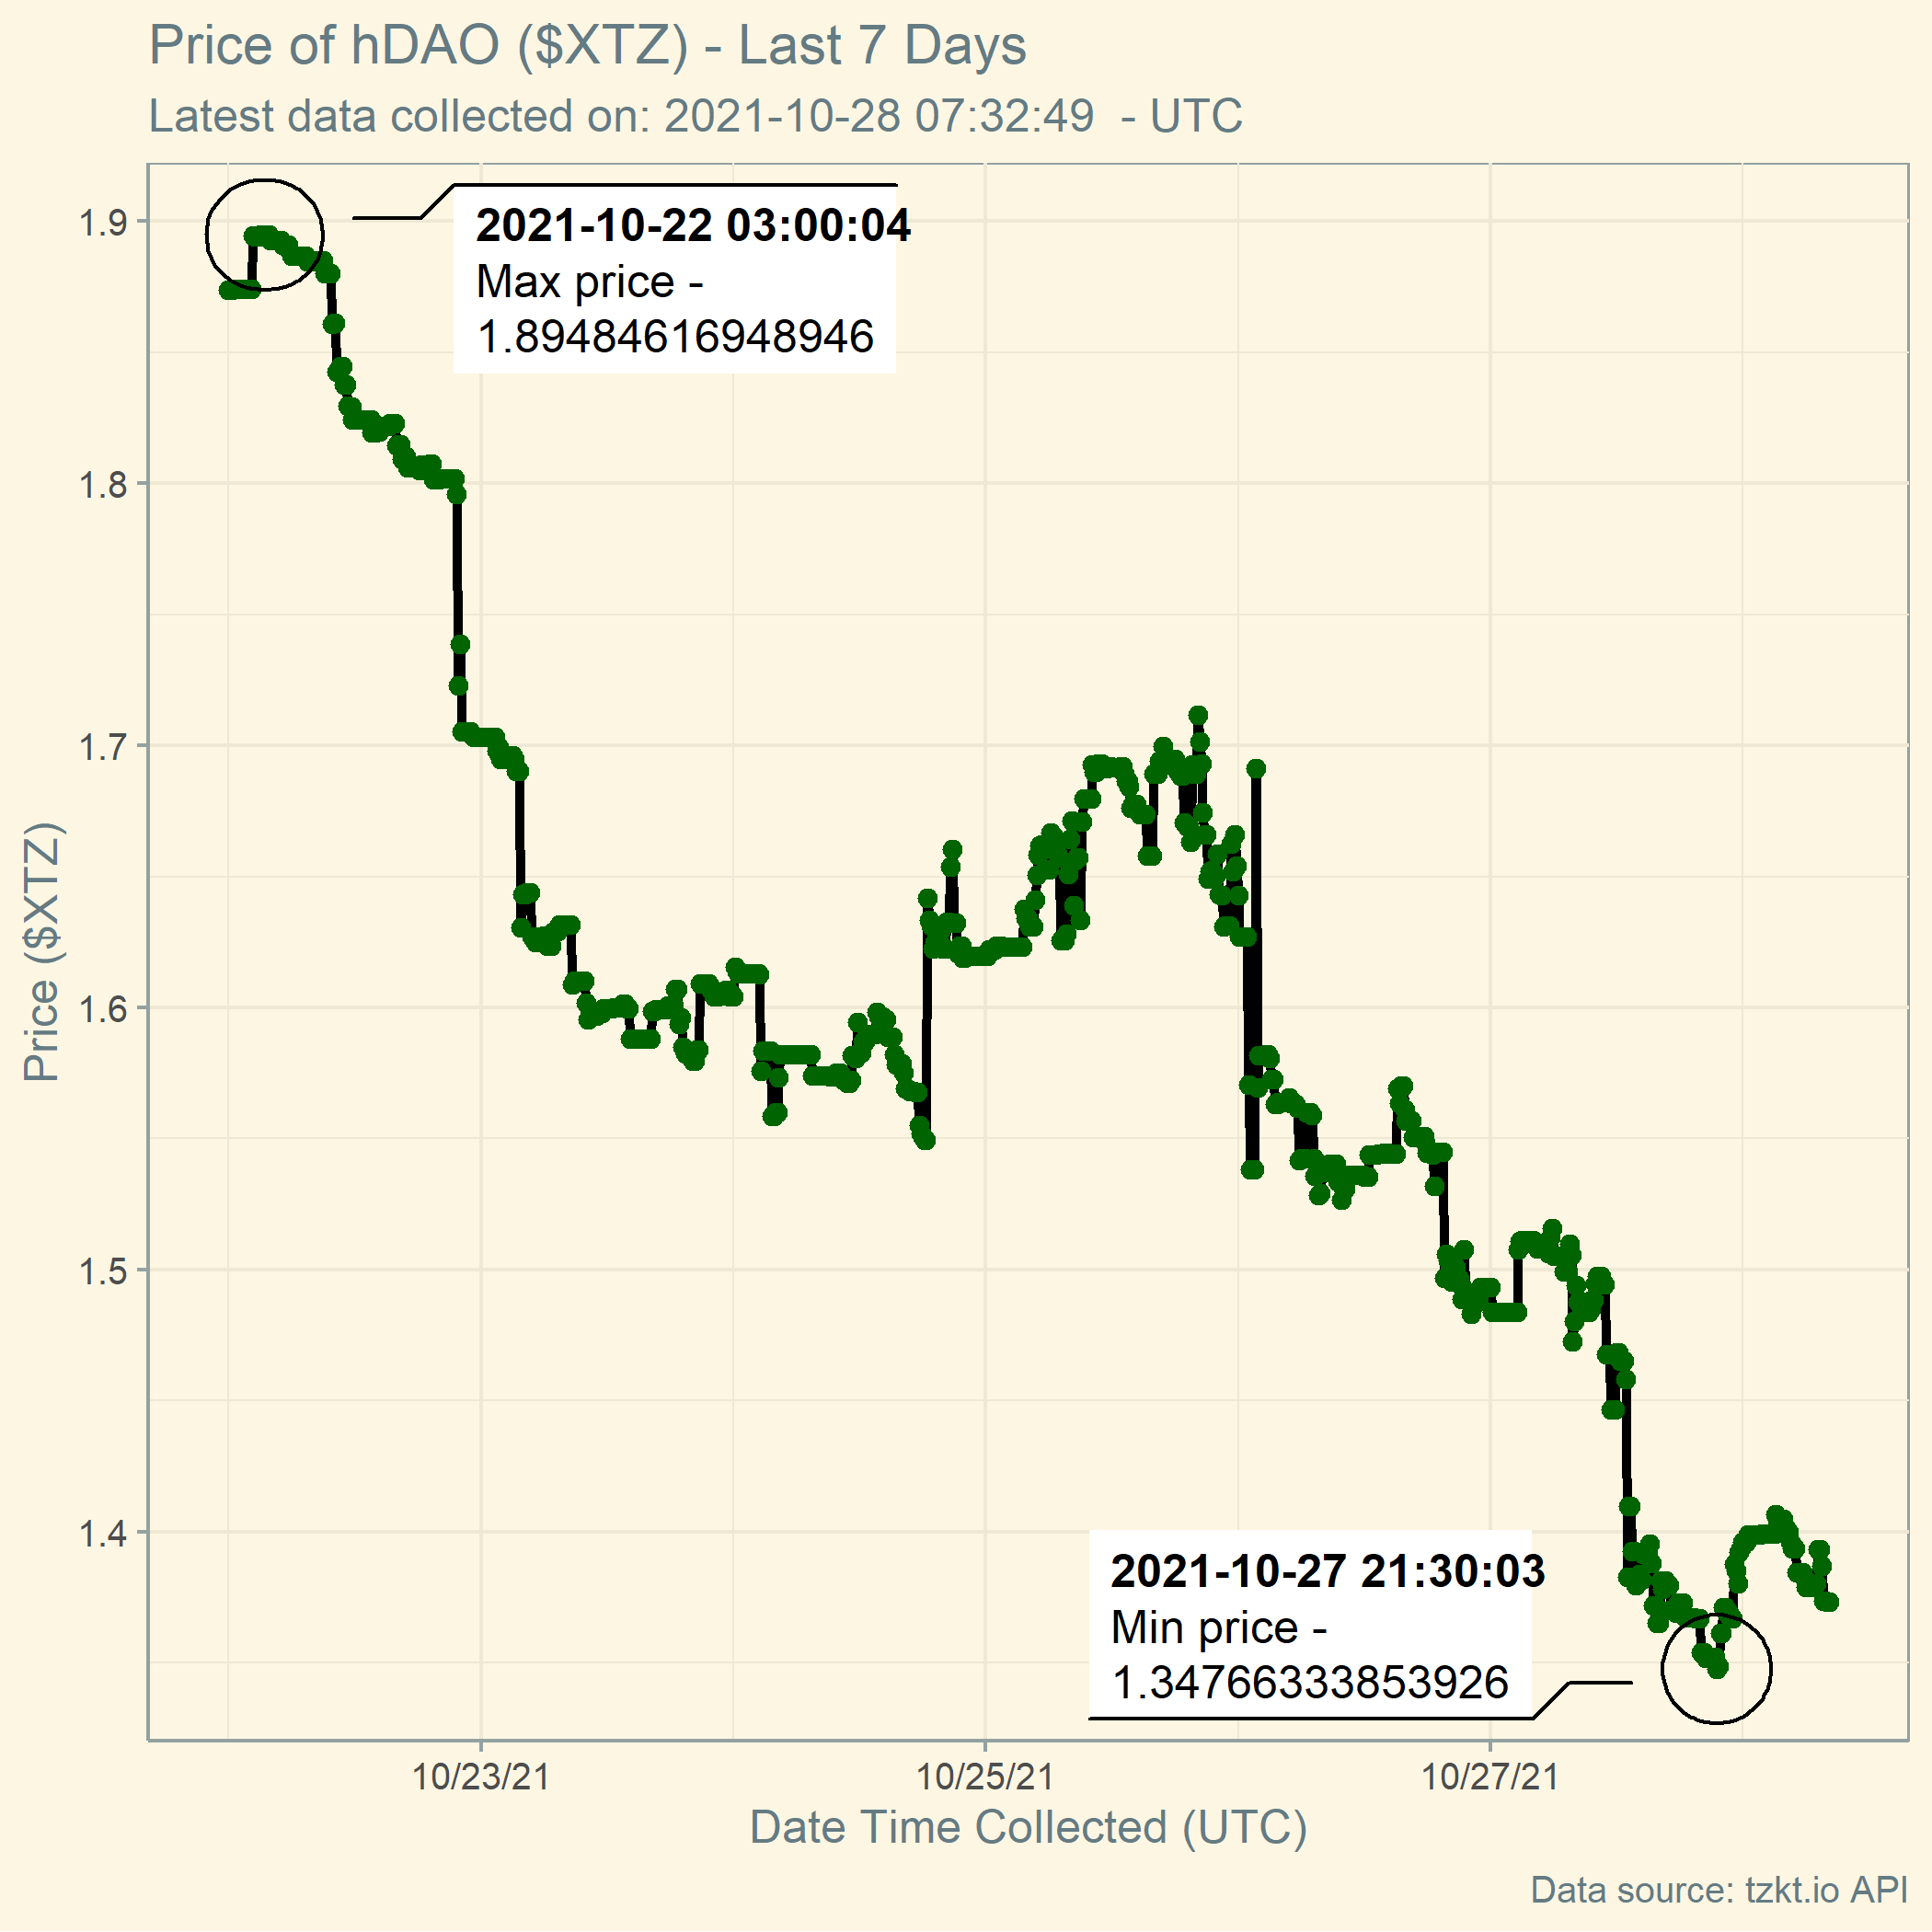 Price of hDAO ($XTZ) - Last 7 Days
Latest data collected on: 2021-10-28 07:32:49  - UTC
2021-10-22 03:00:04
Max price -
1.89484616948946
1.9
1.8
1.7
1.6
1.5
1.4
Price ($XTZ)
2021-10-27 21:30:03
Min price -
1.34766333853926
10/23/21
10/25/21
10/27/21
Date Time Collected (UTC)
Data source: tzkt.io API